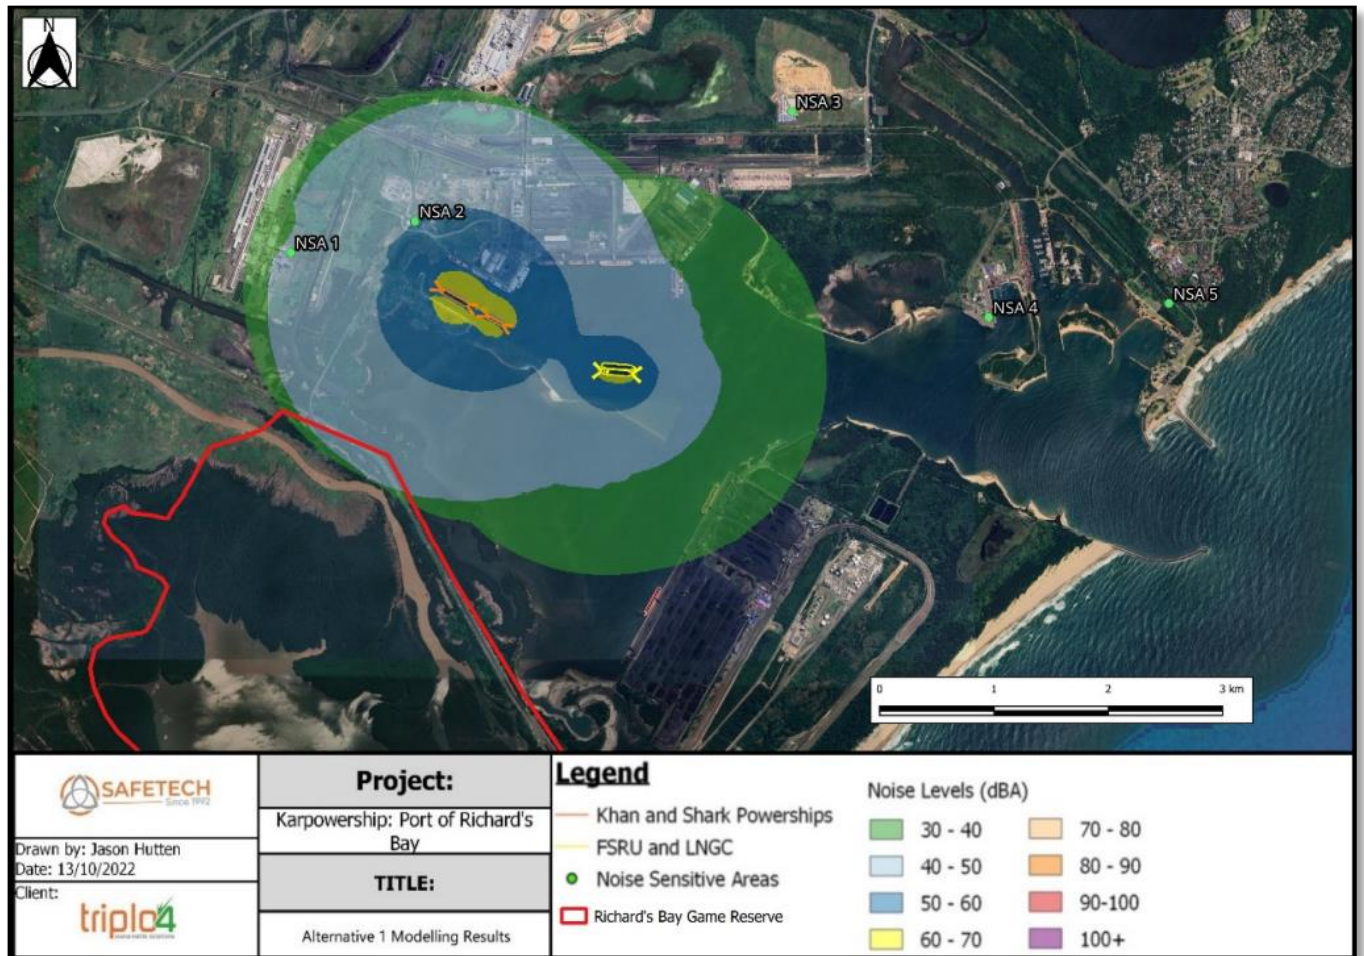 N
NSA 3
NSA 2
NSA 1
NSA 5
NSA 4
0 1 2 3 km
SAFETECH
Since 1992
Drawn by: Jason Hutten
Date: 13/10/2022
Client:
triplo4
Project:
Karpowership: Port of Richard's
Bay
TITLE:
Alternative 1 Modelling Results
Legend
Khan and Shark Powerships
FSRU and LNGC
Noise Sensitive Areas
Richard's Bay Game Reserve
Noise Levels (dBA)
30 - 40
40 - 50
50 - 60
60 - 70
70 - 80
80 - 90
90-100
100+